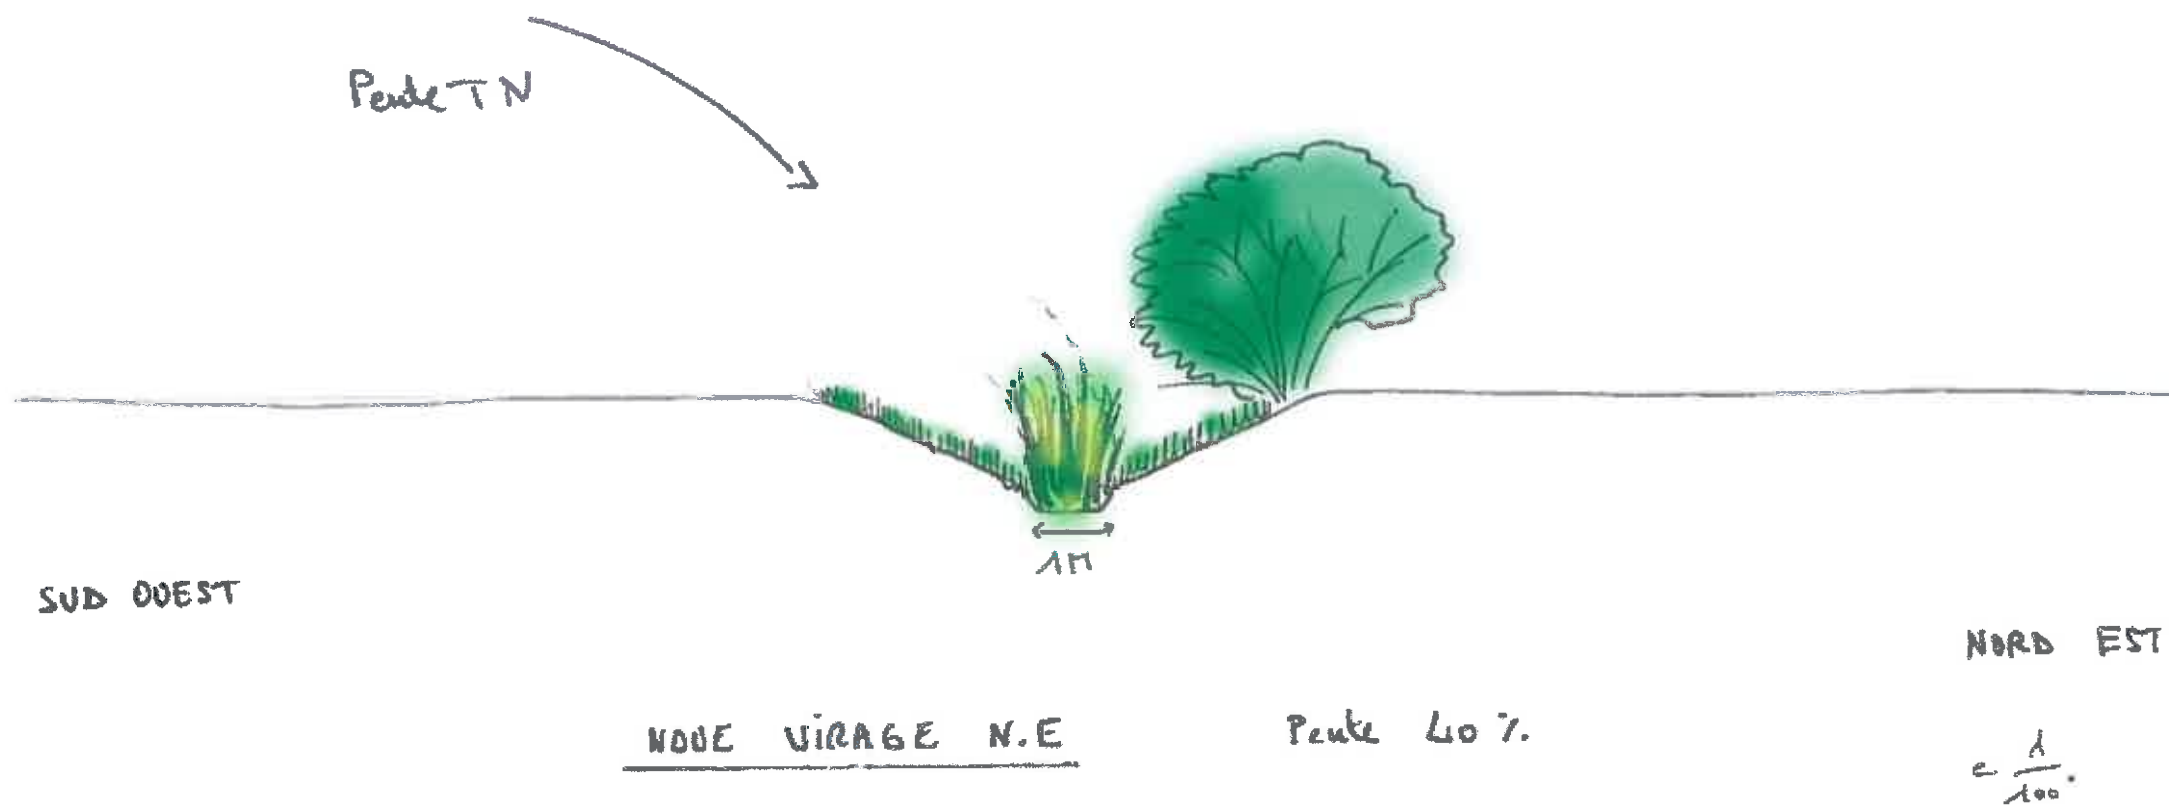 Pente TN
1M
SUD OUEST
NORD EST
NOUE VIRAGE N.E
Pente 40 %.
e 1/100.